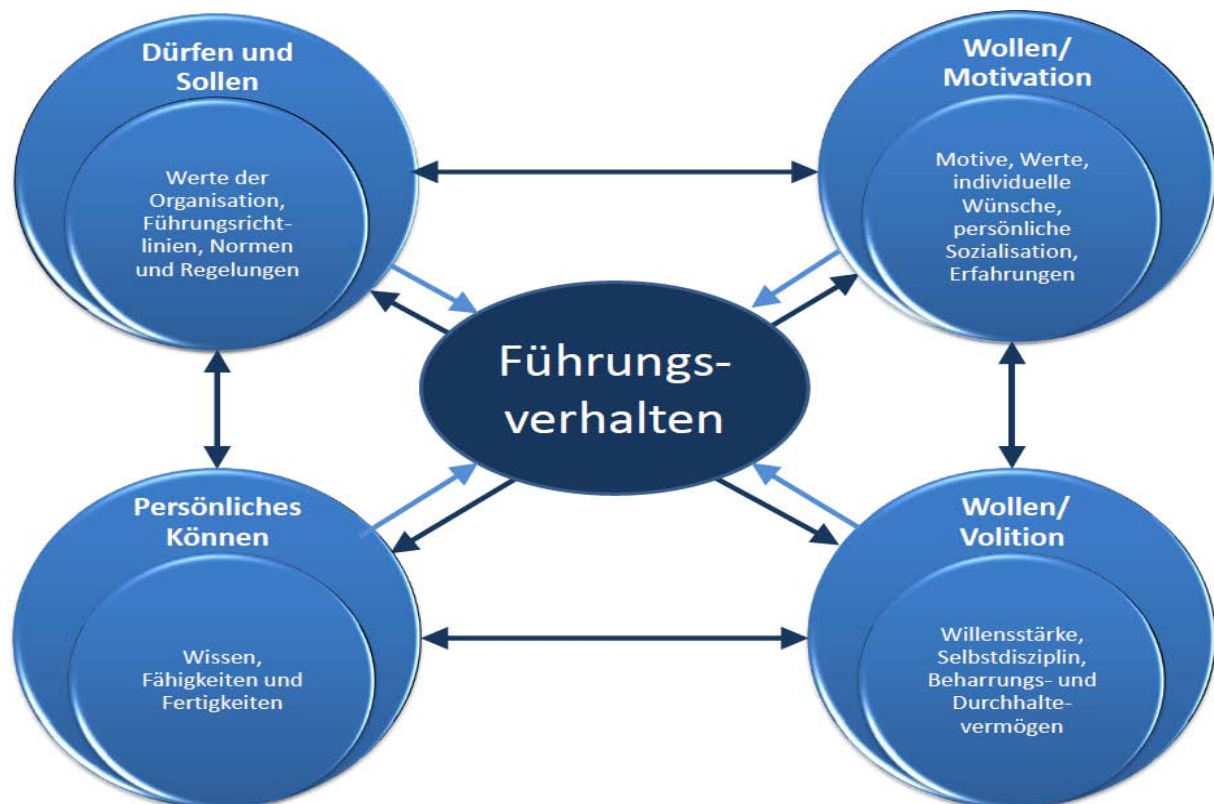 Dürfen und
Sollen
Werte der
Organisation,
Führungsricht-
linien, Normen
und Regelungen
Wollen/
Motivation
Motive, Werte,
individuelle
Wünsche,
persönliche
Sozialisation,
Erfahrungen
Führungs-
verhalten
Persönliches
Können
Wissen,
Fähigkeiten und
Fertigkeiten
Wollen/
Volition
Willensstärke,
Selbstdisziplin,
Beharrungs- und
Durchhalte-
vermögen